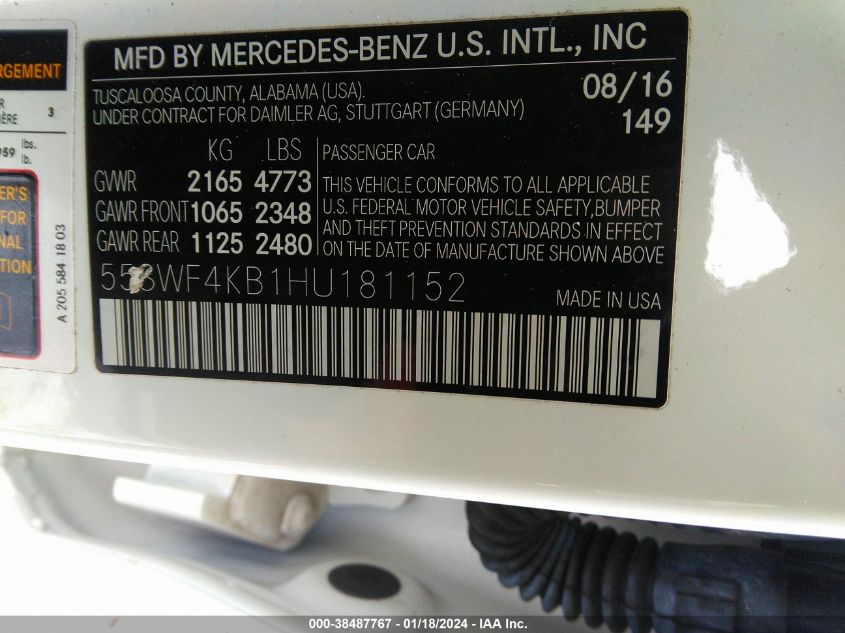 RGEMENT
3
lbs.
lb.
FOR
A 205 584 18 03
MFD BY MERCEDES-BENZ U.S. INTL., INC
TUSCALOOSA COUNTY, ALABAMA (USA).
UNDER CONTRACT FOR DAIMLER AG, STUTTGART (GERMANY)
08/16
149
KG LBS
GVWR 2165 4773
GAWR FRONT 1065 2348
GAWR REAR 1125 2480
PASSENGER CAR
THIS VEHICLE CONFORMS TO ALL APPLICABLE
U.S. FEDERAL MOTOR VEHICLE SAFETY, BUMPER
AND THEFT PREVENTION STANDARDS IN EFFECT
ON THE DATE OF MANUFACTURE SHOWN ABOVE
55SWF4KB1HU181152
MADE IN USA
000-38487767 - 01/18/2024 - IAA Inc.